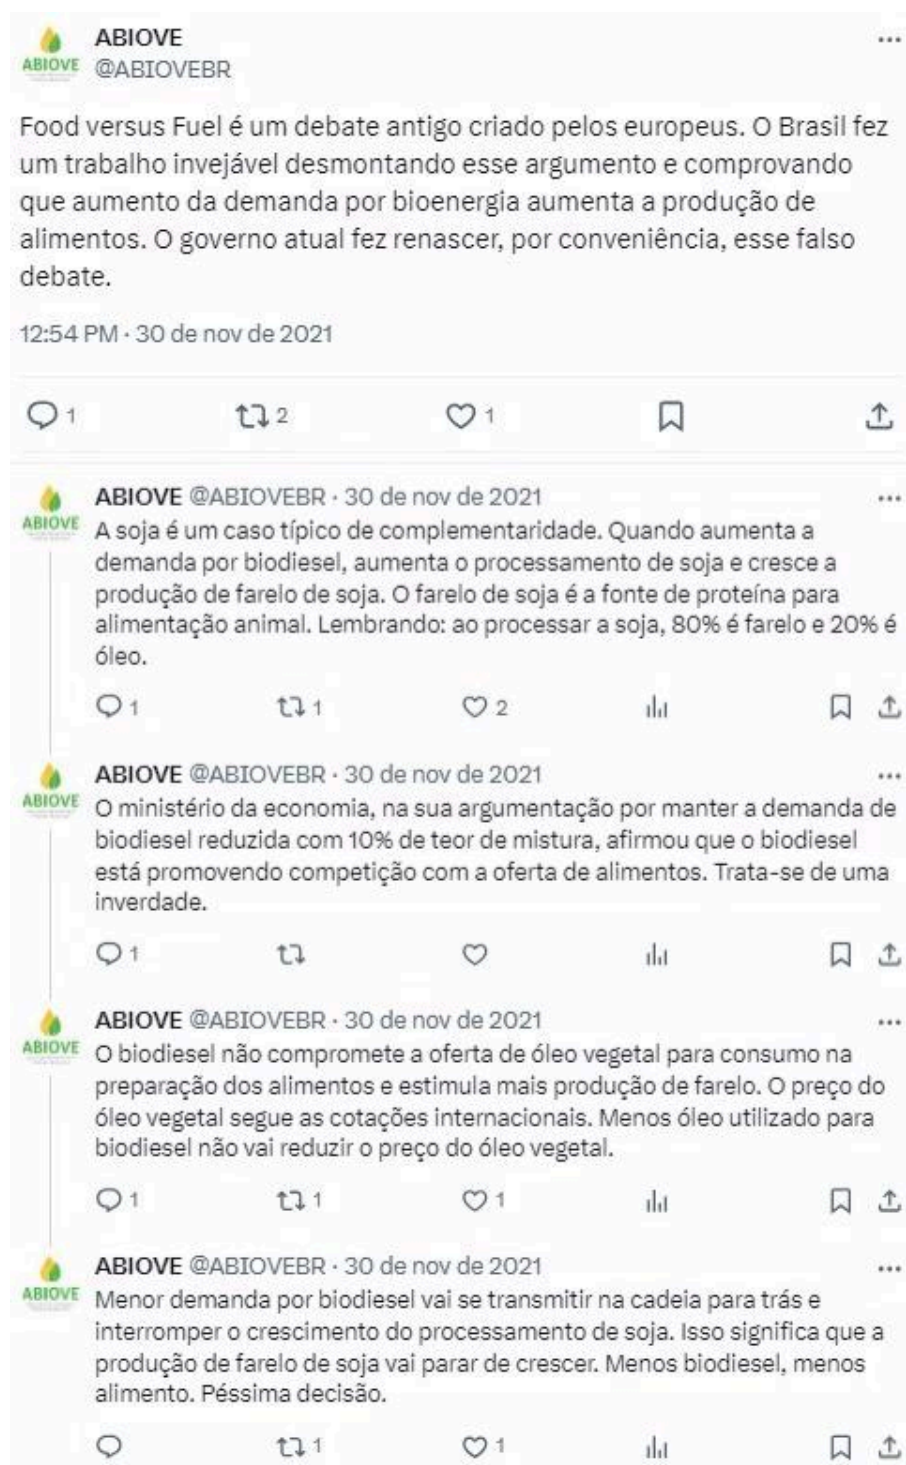 ABIOVE
@ABIOVEBR
ABIOVE
Food versus Fuel é um debate antigo criado pelos europeus. O Brasil fez
um trabalho invejável desmontando esse argumento e comprovando
que aumento da demanda por bioenergia aumenta a produção de
alimentos. O governo atual fez renascer, por conveniência, esse falso
debate.
12:54 PM · 30 de nov de 2021
1 2 1
ABIOVE @ABIOVEBR · 30 de nov de 2021
ABIOVE
A soja é um caso típico de complementaridade. Quando aumenta a
demanda por biodiesel, aumenta o processamento de soja e cresce a
produção de farelo de soja. O farelo de soja é a fonte de proteína para
alimentação animal. Lembrando: ao processar a soja, 80% é farelo e 20% é
óleo.
1 1 2
ABIOVE @ABIOVEBR · 30 de nov de 2021
ABIOVE
O ministério da economia, na sua argumentação por manter a demanda de
biodiesel reduzida com 10% de teor de mistura, afirmou que o biodiesel
está promovendo competição com a oferta de alimentos. Trata-se de uma
inverdade.
1
ABIOVE @ABIOVEBR · 30 de nov de 2021
ABIOVE
O biodiesel não compromete a oferta de óleo vegetal para consumo na
preparação dos alimentos e estimula mais produção de farelo. O preço do
óleo vegetal segue as cotações internacionais. Menos óleo utilizado para
biodiesel não vai reduzir o preço do óleo vegetal.
1 1 1
ABIOVE @ABIOVEBR · 30 de nov de 2021
ABIOVE
Menor demanda por biodiesel vai se transmitir na cadeia para trás e
interromper o crescimento do processamento de soja. Isso significa que a
produção de farelo de soja vai parar de crescer. Menos biodiesel, menos
alimento. Péssima decisão.
1 1